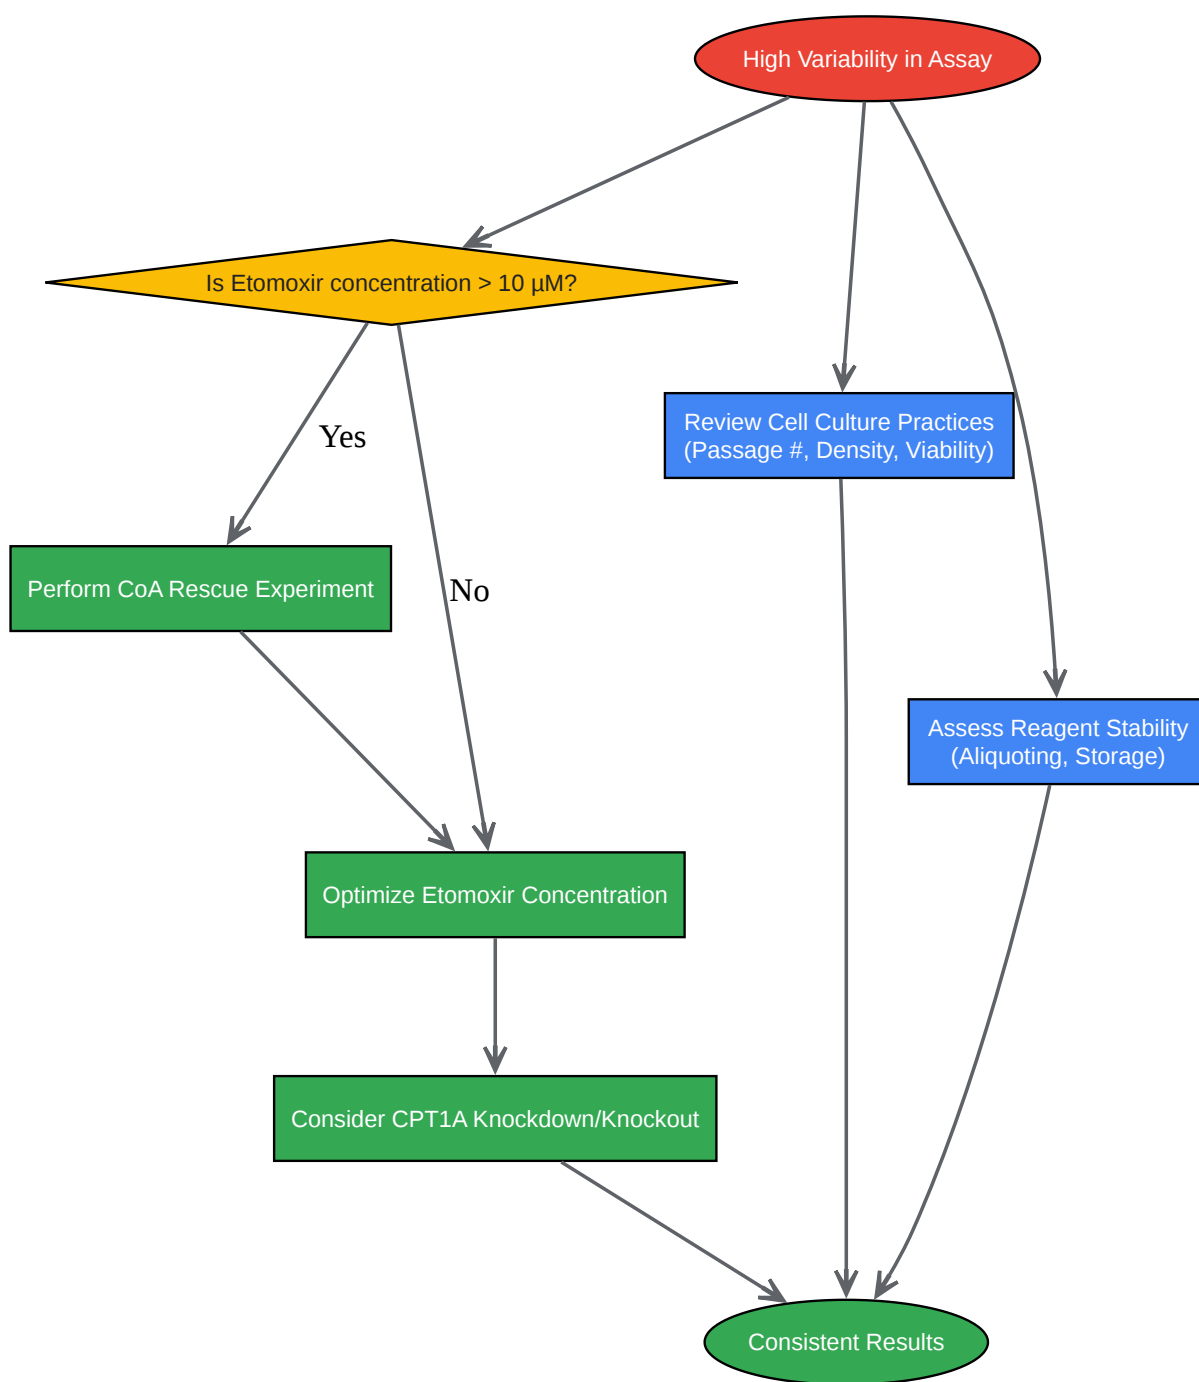 High Variability in Assay
Is Etomoxir concentration > 10 µM?
Review Cell Culture Practices
(Passage #, Density, Viability)
Yes
Perform CoA Rescue Experiment
No
Assess Reagent Stability
(Aliquoting, Storage)
Optimize Etomoxir Concentration
Consider CPT1A Knockdown/Knockout
Consistent Results